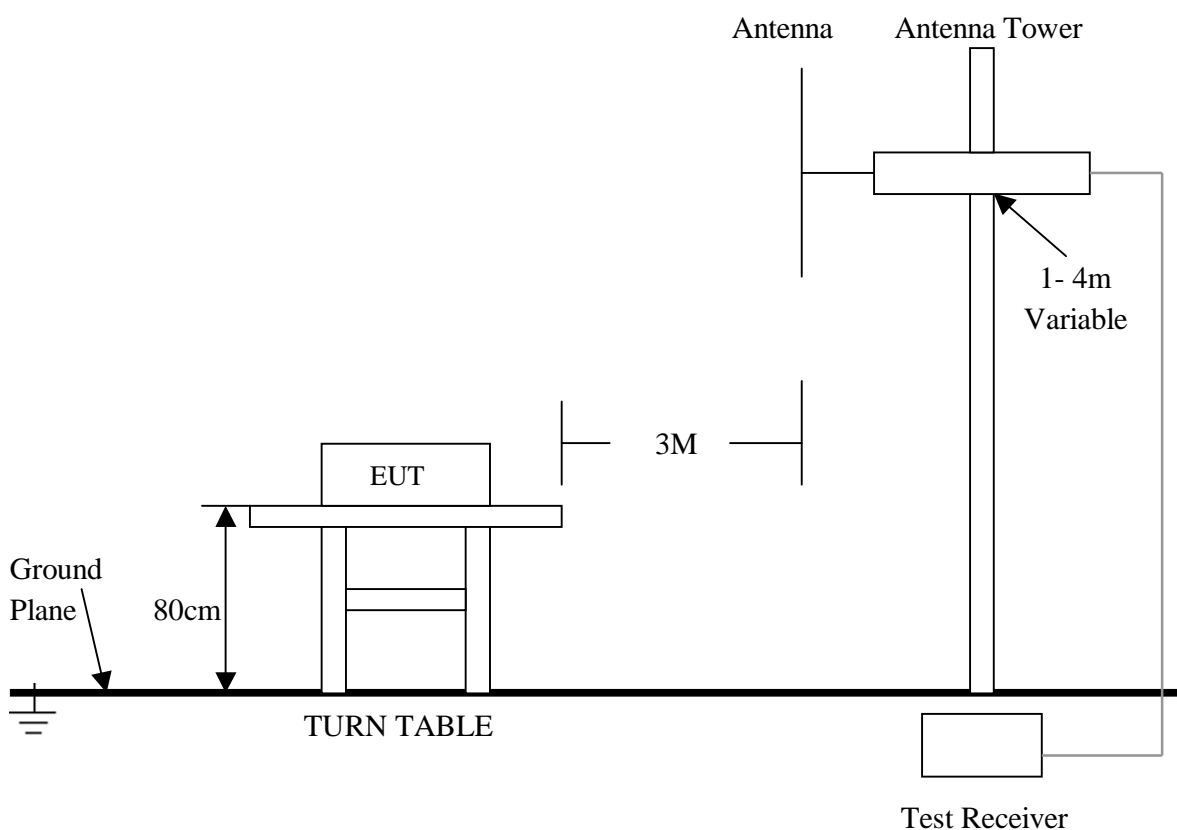 Antenna
Antenna Tower
1- 4m
Variable
3M
EUT
Ground
Plane
80cm
TURN TABLE
Test Receiver